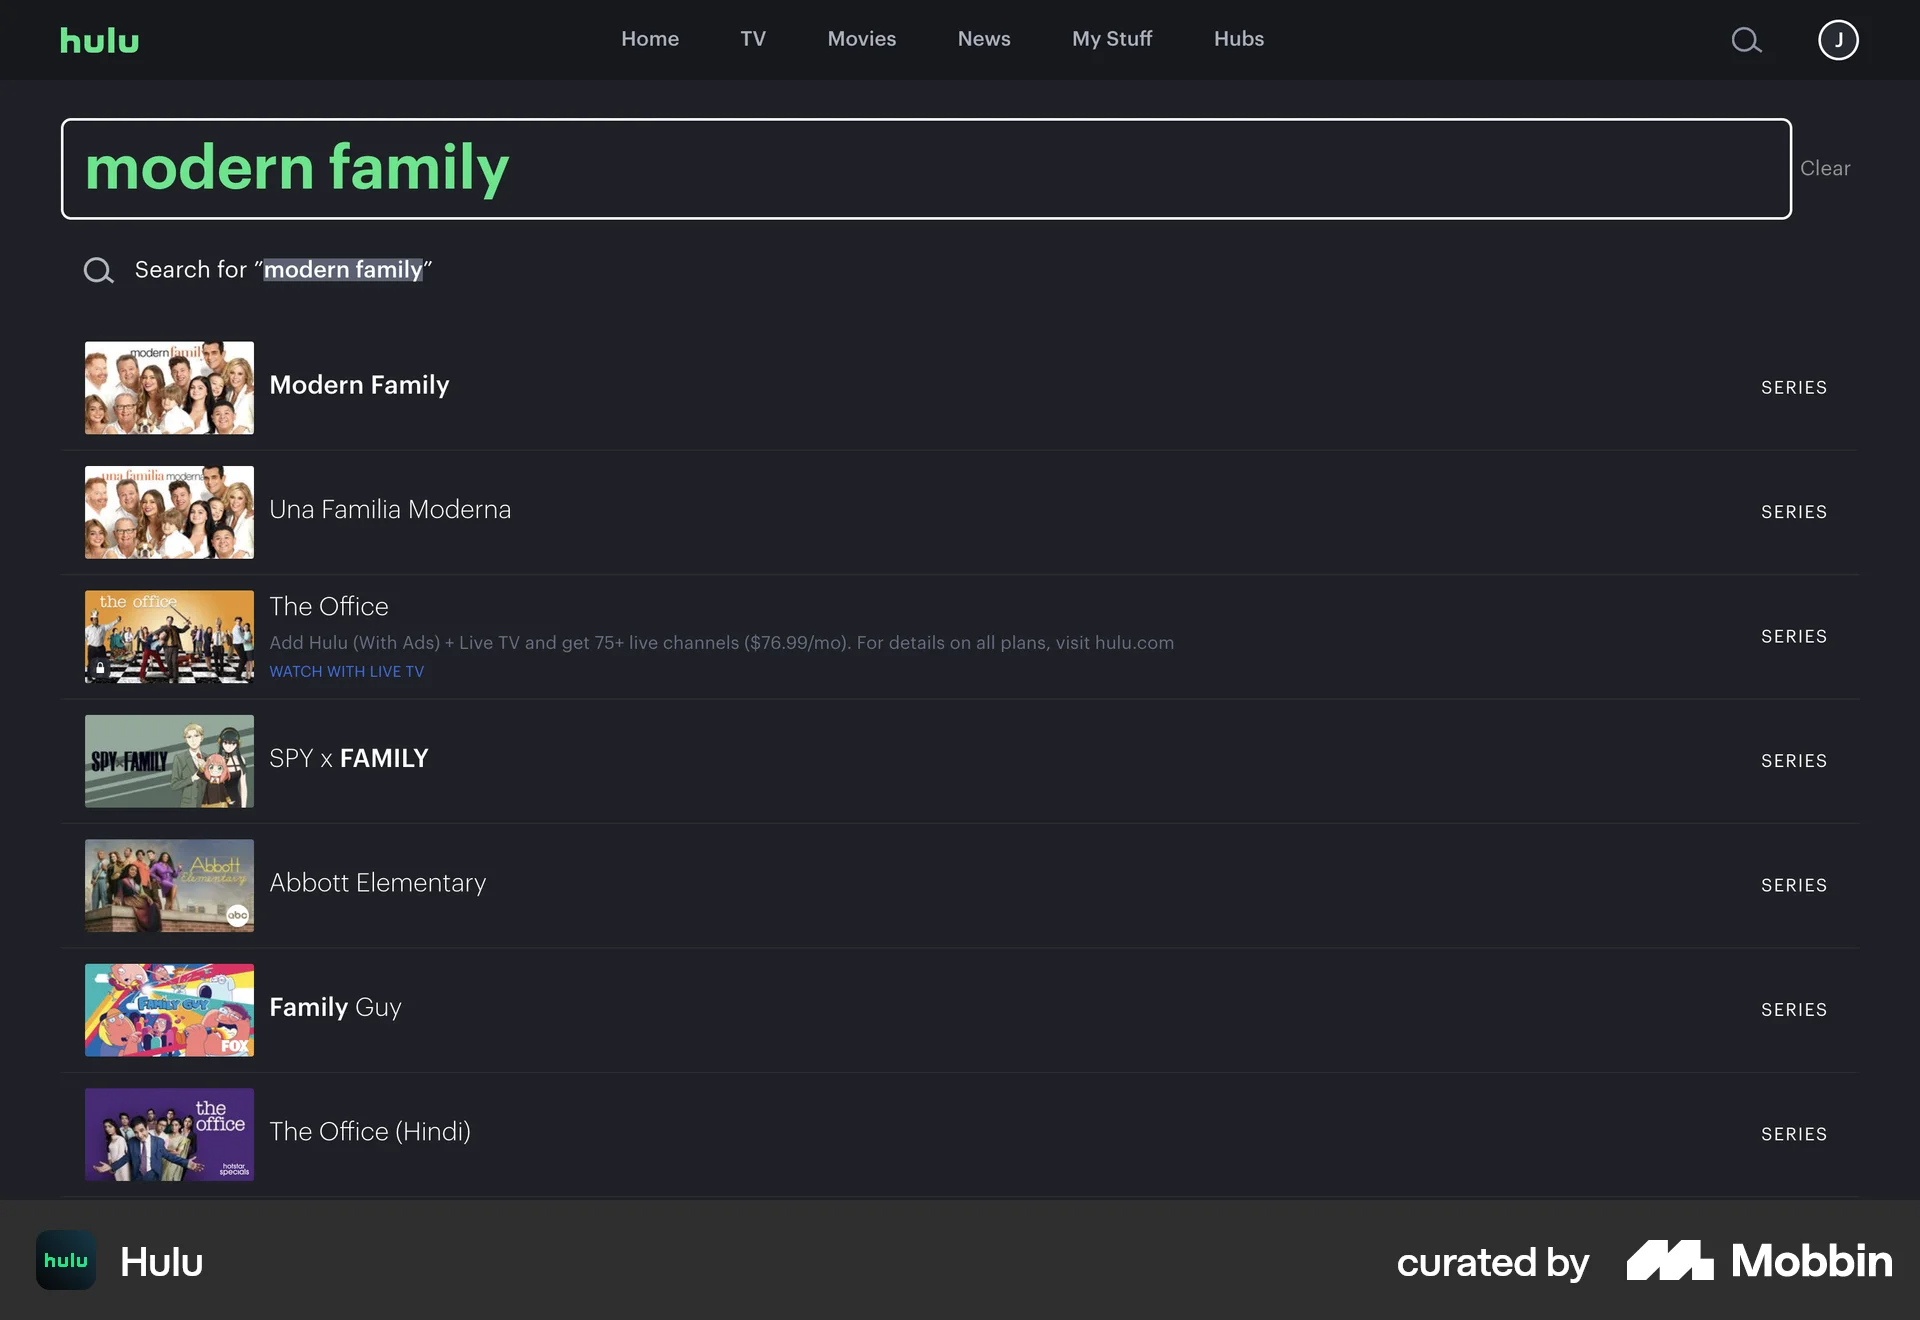 hulu
Home TV Movies News My Stuff Hubs
J
modern family
Clear
Search for ”modern family”
modern family
Modern Family
SERIES
una familia moderna
Una Familia Moderna
SERIES
the office
The Office
Add Hulu (With Ads) + Live TV and get 75+ live channels ($76.99/mo). For details on all plans, visit hulu.com
WATCH WITH LIVE TV
SERIES
SPY x FAMILY
SPY x FAMILY
SERIES
Abbott
Elementary
abc
Abbott Elementary
SERIES
FAMILY GUY
FOX
Family Guy
SERIES
the
office
hotstar
specials
The Office (Hindi)
SERIES
hulu
Hulu
curated by
Mobbin